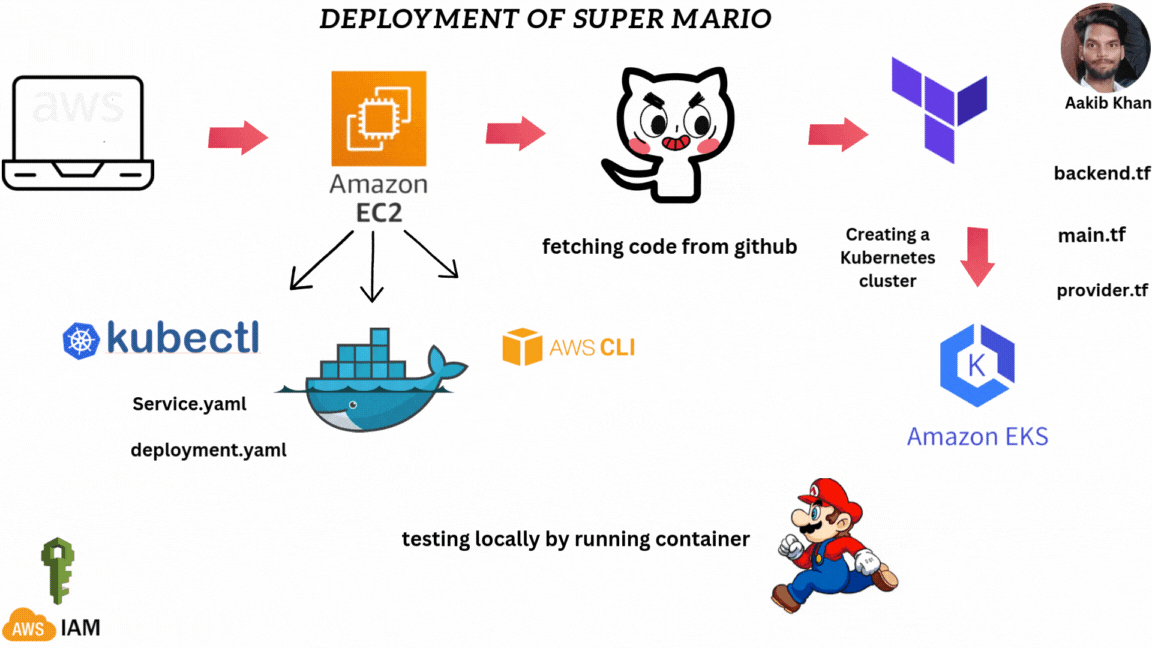 DEPLOYMENT OF SUPER MARIO
Aakib Khan
aws
Amazon
EC2
fetching code from github
Creating a
Kubernetes
cluster
backend.tf
main.tf
provider.tf
kubectl
AWS CLI
Service.yaml
deployment.yaml
K
Amazon EKS
testing locally by running container
M
AWS IAM